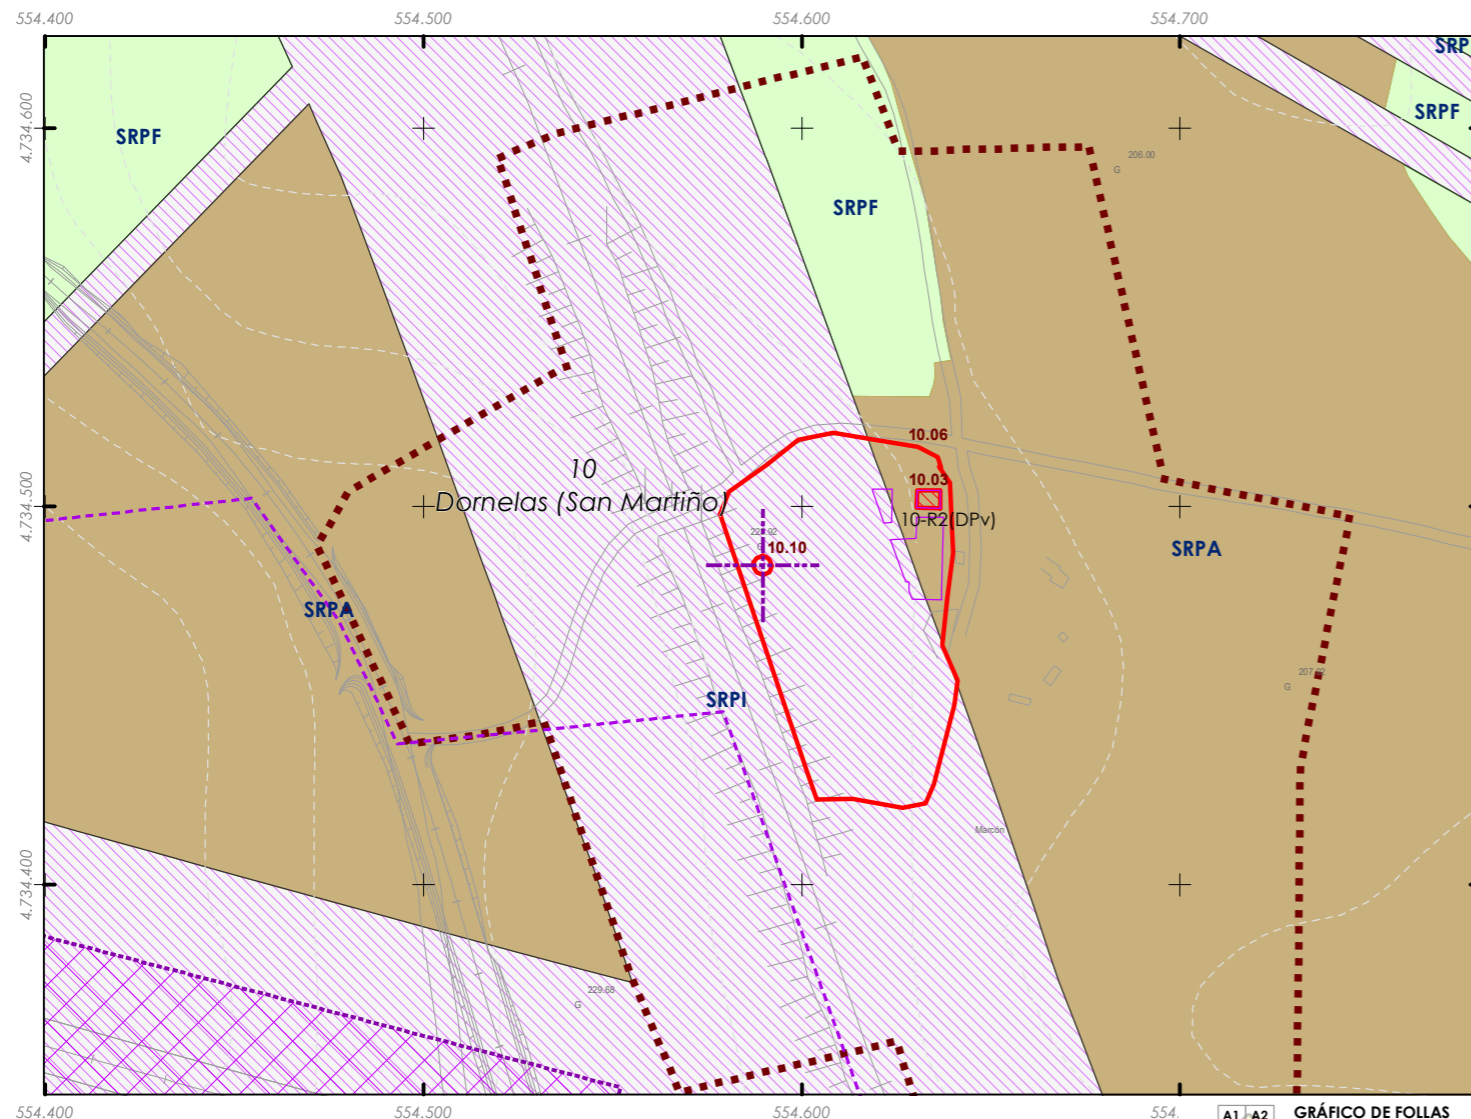 554.400
554.500
554.600
554.700
SRP
4.734.600
SRPF
SRPF
206.00
G
SRPF
10.06
10
Dornelas (San Martiño)
10.03
4.734.500
10-R2(DPv)
10.10
SRPA
SRPA
G
SRPI
Marcón
4.734.400
229.68
G
554.400
554.500
554.600
554.
A1 A2
GRÁFICO DE FOLLAS